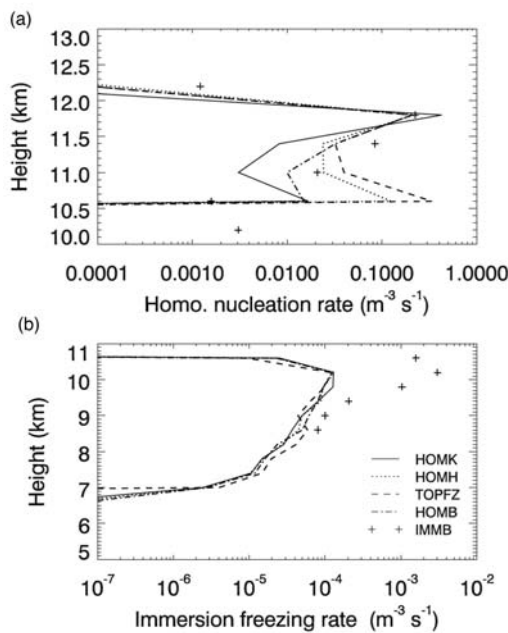 (a)
13.0
12.5
12.0
11.5
11.0
10.5
10.0
Height (km)
0.0001 0.0010 0.0100 0.1000 1.0000
Homo. nucleation rate (m⁻³ s⁻¹)
(b)
11
10
9
8
7
6
5
Height (km)
HOMK
HOMH
TOPFZ
HOMB
IMMB
10⁻⁷ 10⁻⁶ 10⁻⁵ 10⁻⁴ 10⁻³ 10⁻²
Immersion freezing rate (m⁻³ s⁻¹)